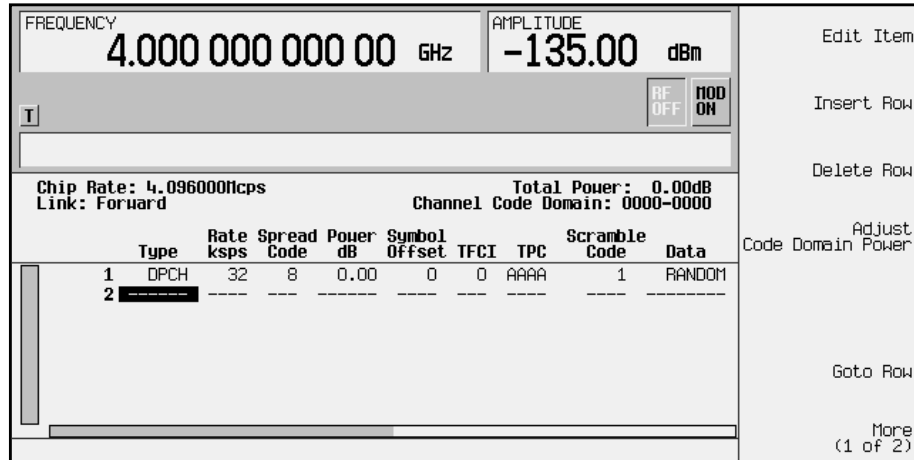 FREQUENCY
4.000 000 000 00 GHz
AMPLITUDE
-135.00 dBm
RF OFF
MOD ON
T
Chip Rate: 4.096000Mcps
Total Power: 0.00dB
Link: Forward
Channel Code Domain: 0000-0000
Type Rate ksps Spread Code Power dB Symbol Offset TFCI TPC Scramble Code Data
1 DPCH 32 8 0.00 0 0 AAAA 1 RANDOM
2 ------ ---- --- ------ ---- --- ---- ---- --------
Edit Item
Insert Row
Delete Row
Adjust
Code Domain Power
Goto Row
More
(1 of 2)